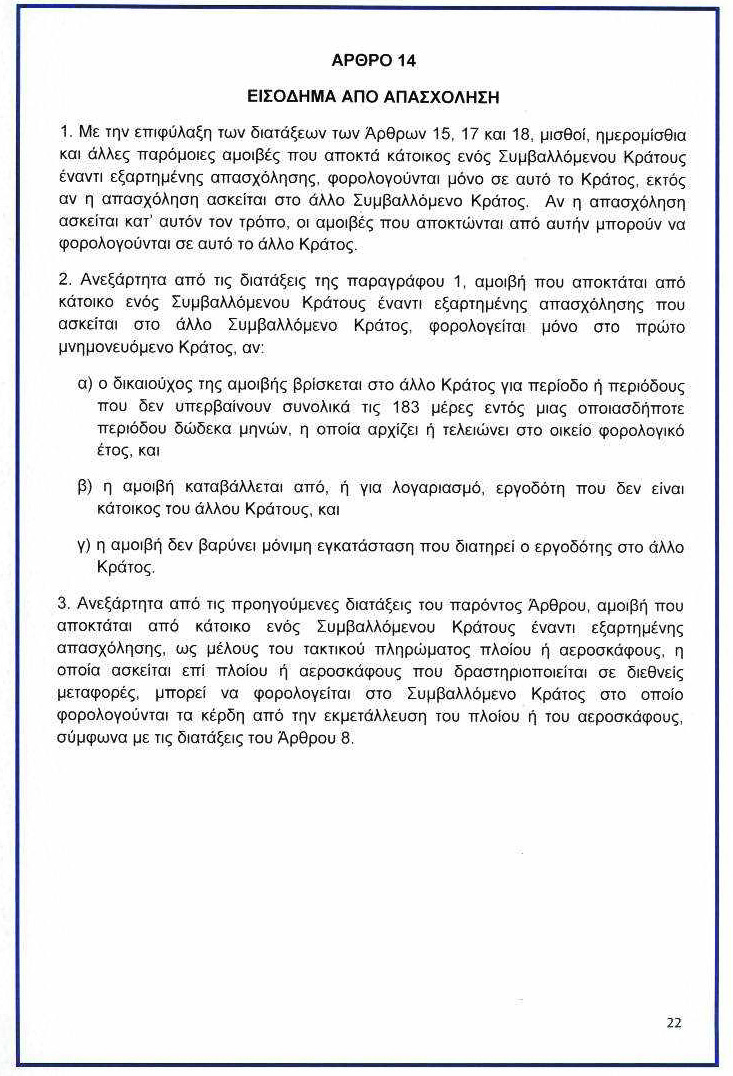 ΑΡΘΡΟ 14
ΕΙΣΟΔΗΜΑ ΑΠΟ ΑΠΑΣΧΟΛΗΣΗ
1. Με την επιφύλαξη των διατάξεων των Άρθρων 15, 17 και 18, μισθοί, ημερομίσθια
και άλλες παρόμοιες αμοιβές που αποκτά κάτοικος ενός Συμβαλλόμενου Κράτους
έναντι εξαρτημένης απασχόλησης, φορολογούνται μόνο σε αυτό το Κράτος, εκτός
αν η απασχόληση ασκείται στο άλλο Συμβαλλόμενο Κράτος. Αν η απασχόληση
ασκείται κατ' αυτόν τον τρόπο, οι αμοιβές που αποκτώνται από αυτήν μπορούν να
φορολογούνται σε αυτό το άλλο Κράτος.
2. Ανεξάρτητα από τις διατάξεις της παραγράφου 1, αμοιβή που αποκτάται από
κάτοικο ενός Συμβαλλόμενου Κράτους έναντι εξαρτημένης απασχόλησης που
ασκείται στο άλλο Συμβαλλόμενο Κράτος, φορολογείται μόνο στο πρώτο
μνημονευόμενο Κράτος, αν:
α) ο δικαιούχος της αμοιβής βρίσκεται στο άλλο Κράτος για περίοδο ή περιόδους
που δεν υπερβαίνουν συνολικά τις 183 μέρες εντός μιας οποιασδήποτε
περιόδου δώδεκα μηνών, η οποία αρχίζει ή τελειώνει στο οικείο φορολογικό
έτος, και
β) η αμοιβή καταβάλλεται από, ή για λογαριασμό, εργοδότη που δεν είναι
κάτοικος του άλλου Κράτους, και
γ) η αμοιβή δεν βαρύνει μόνιμη εγκατάσταση που διατηρεί ο εργοδότης στο άλλο
Κράτος.
3. Ανεξάρτητα από τις προηγούμενες διατάξεις του παρόντος Άρθρου, αμοιβή που
αποκτάται από κάτοικο ενός Συμβαλλόμενου Κράτους έναντι εξαρτημένης
απασχόλησης, ως μέλους του τακτικού πληρώματος πλοίου ή αεροσκάφους, η
οποία ασκείται επί πλοίου ή αεροσκάφους που δραστηριοποιείται σε διεθνείς
μεταφορές, μπορεί να φορολογείται στο Συμβαλλόμενο Κράτος στο οποίο
φορολογούνται τα κέρδη από την εκμετάλλευση του πλοίου ή του αεροσκάφους,
σύμφωνα με τις διατάξεις του Άρθρου 8.
22